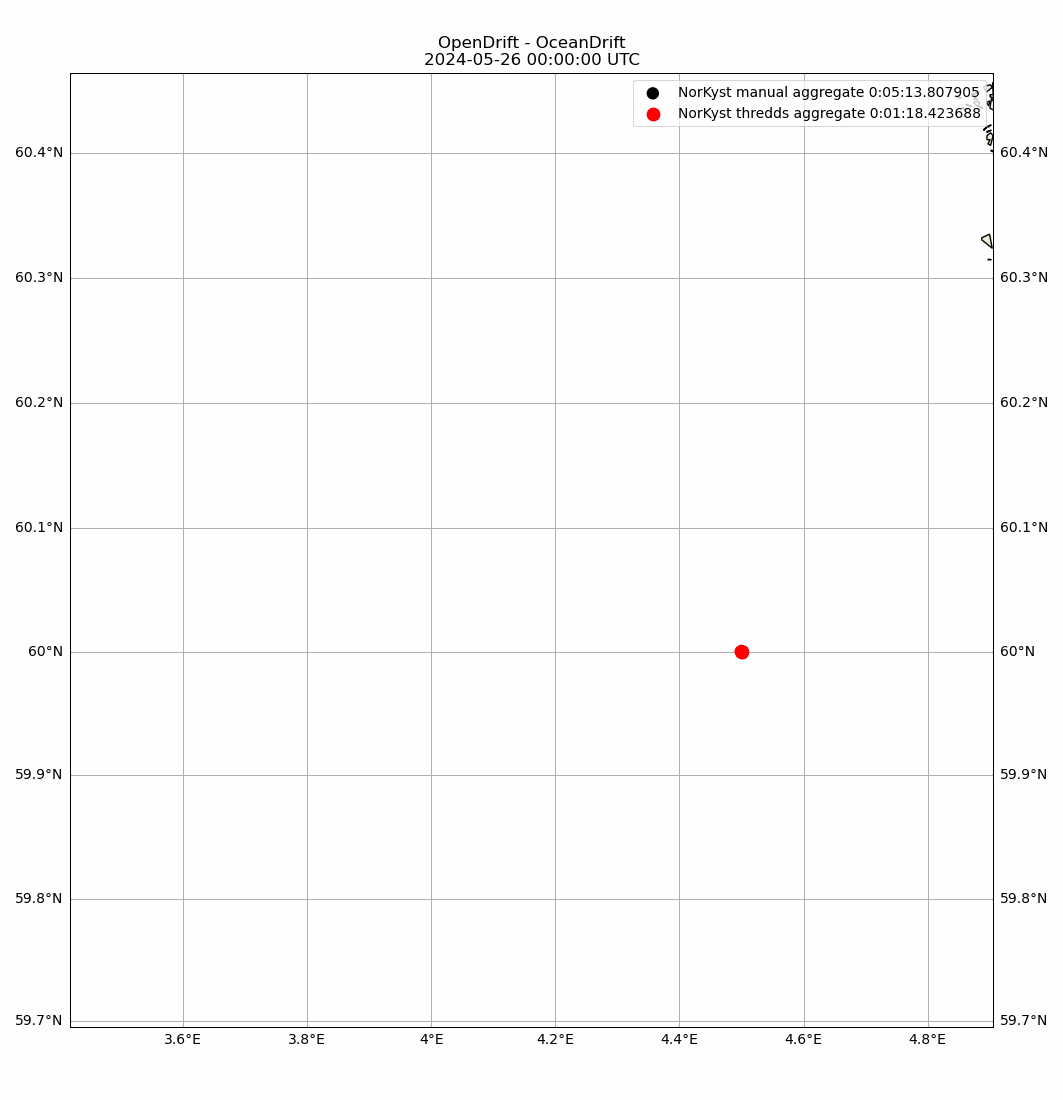 OpenDrift - OceanDrift
2024-05-26 00:00:00 UTC
NorKyst manual aggregate 0:05:13.807905
NorKyst thredds aggregate 0:01:18.423688
60.4°N 60.4°N
60.3°N 60.3°N
60.2°N 60.2°N
60.1°N 60.1°N
60°N 60°N
59.9°N 59.9°N
59.8°N 59.8°N
59.7°N 59.7°N
3.6°E 3.8°E 4°E 4.2°E 4.4°E 4.6°E 4.8°E